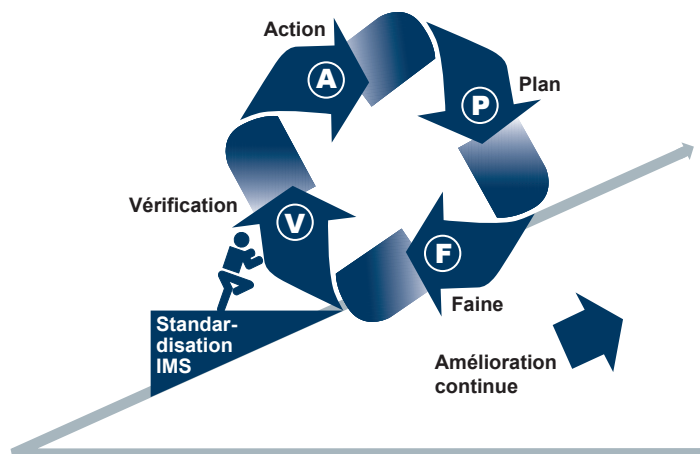 Action
A
Plan
P
Vérification
V
F
Faine
Standar-
disation
IMS
Amélioration
continue